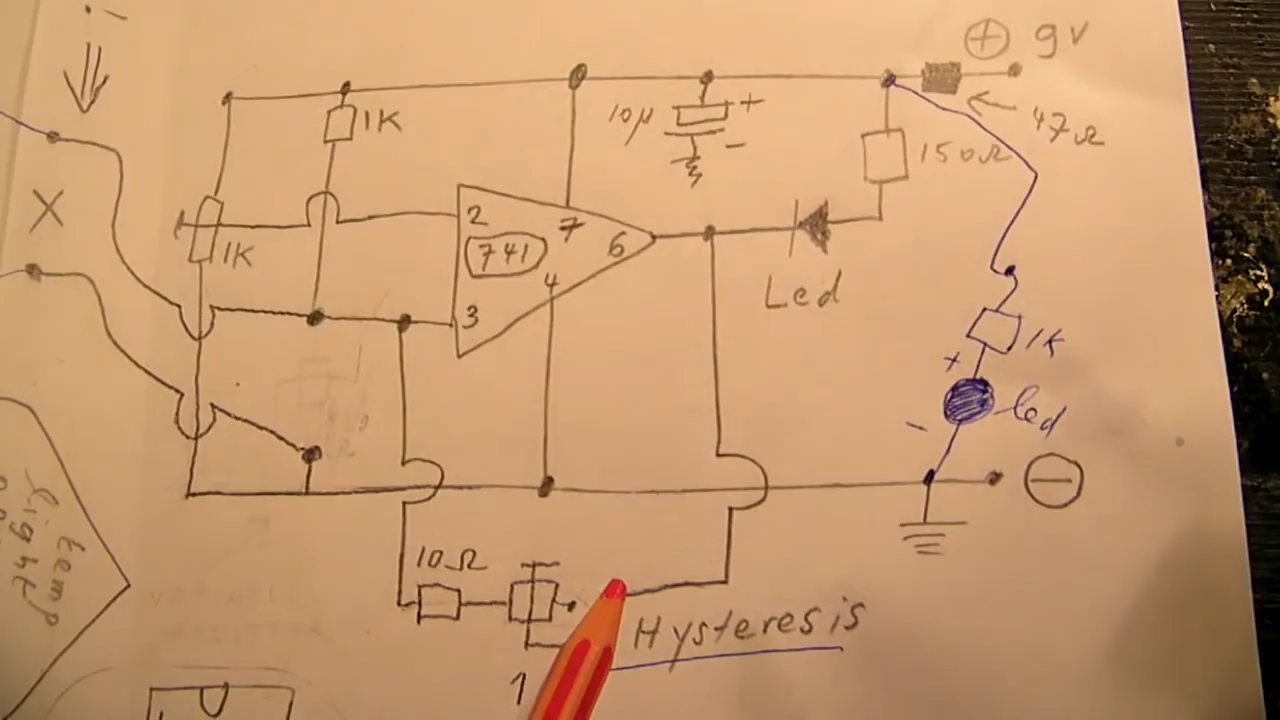 ⊕ 9V
47Ω
1K
10μ
+
-
150Ω
X
2
7
741
6
1K
4
3
Led
1K
+
led
-
⊖
temp
light
10Ω
Hysteresis
1